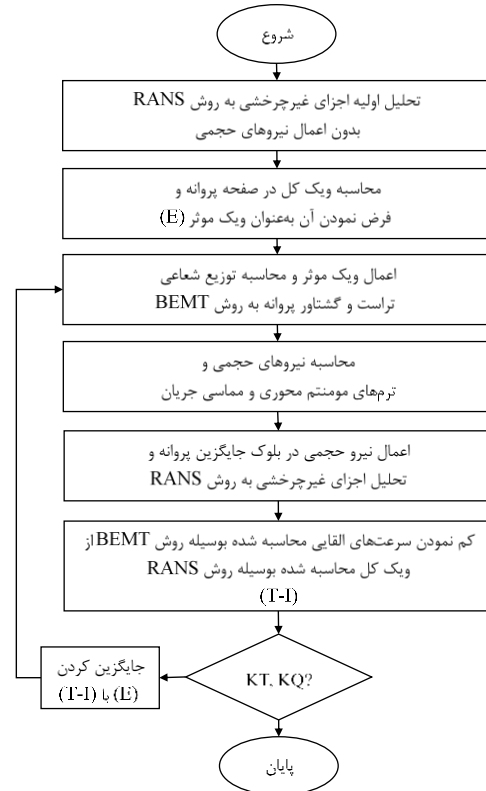 شروع
تحلیل اولیه اجزای غیرچرخشی به روش RANS
بدون اعمال نیروهای حجمی
محاسبه ویک کل در صفحه پروانه و
فرض نمودن آن به‌عنوان ویک موثر (E)
اعمال ویک موثر و محاسبه توزیع شعاعی
تراست و گشتاور پروانه به روش BEMT
محاسبه نیروهای حجمی و
ترم‌های مومنتم محوری و مماسی جریان
اعمال نیرو حجمی در بلوک جایگزین پروانه و
تحلیل اجزای غیرچرخشی به روش RANS
کم نمودن سرعت‌های القایی محاسبه شده بوسیله روش BEMT از
ویک کل محاسبه شده بوسیله روش RANS
(T-I)
KT, KQ?
جایگزین کردن
(E) با (T-I)
پایان